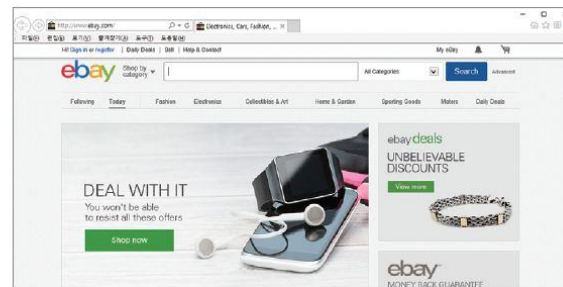 http://www.ebay.com/
Electronics, Cars, Fashion, ...
파일(F) 편집(E) 보기(V) 즐겨찾기(A) 도구(T) 도움말(H)
Hi! Sign in or register | Daily Deals | Sell | Help & Contact
My eBay
ebay
Shop by
category
All Categories
Search
Advanced
Following Today Fashion Electronics Collectibles & Art Home & Garden Sporting Goods Motors Daily Deals
DEAL WITH IT
You won't be able
to resist all these offers
Shop now
ebay deals
UNBELIEVABLE
DISCOUNTS
View more
ebay
MONEY BACK GUARANTEE